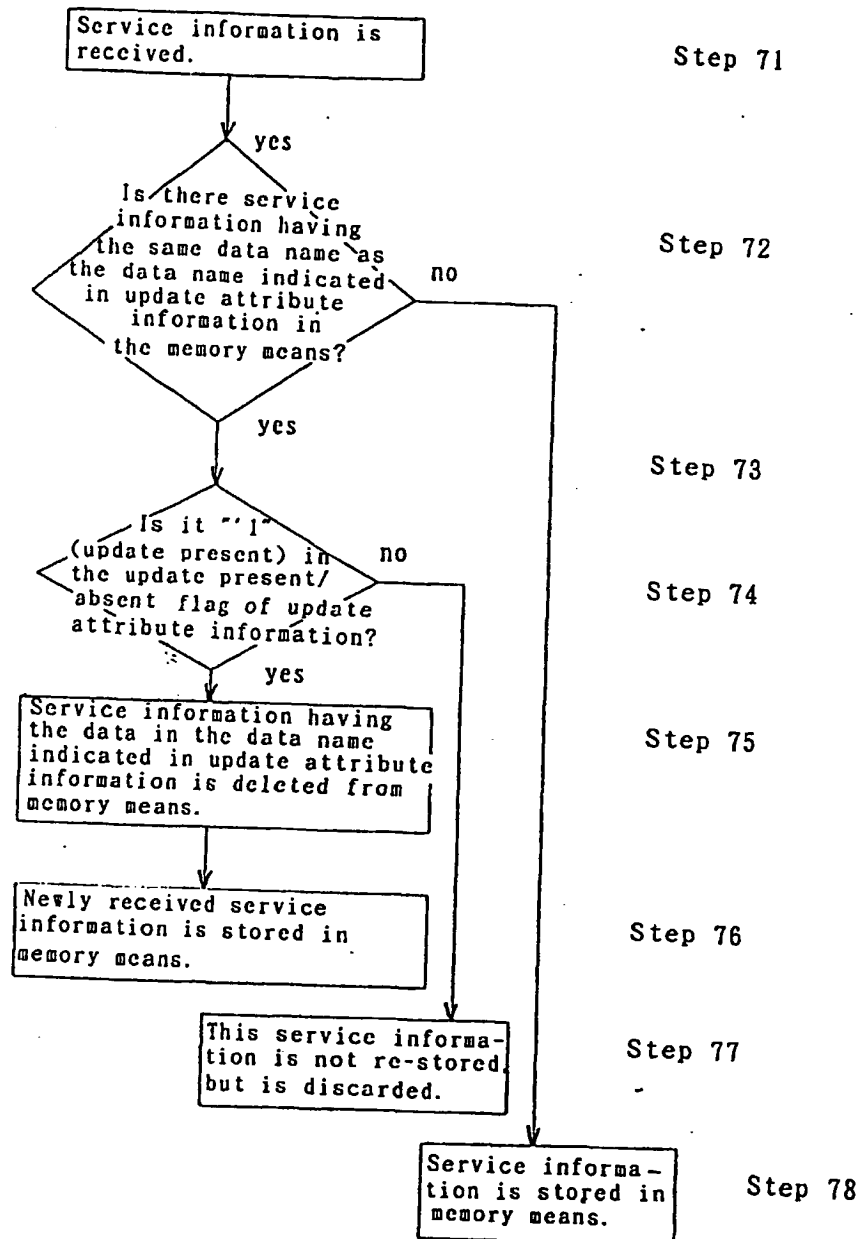 Service information is
received.
Step 71
yes
Is there service
information having
the same data name as
the data name indicated
in update attribute
information in
the memory means?
no
Step 72
yes
Step 73
Is it "'1"
(update present) in
the update present/
absent flag of update
attribute information?
no
Step 74
yes
Service information having
the data in the data name
indicated in update attribute
information is deleted from
memory means.
Step 75
Newly received service
information is stored in
memory means.
Step 76
This service informa-
tion is not re-stored,
but is discarded.
Step 77
Service informa-
tion is stored in
memory means.
Step 78